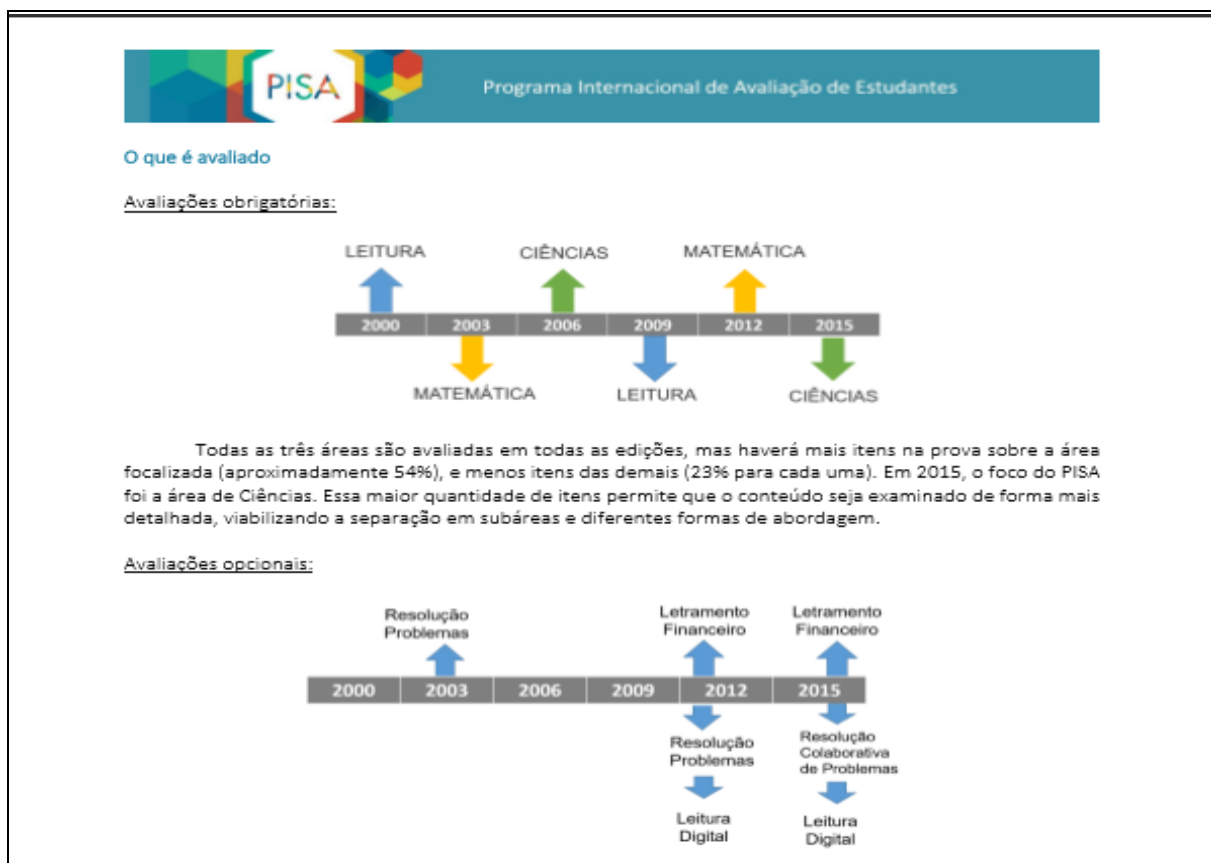 PISA
Programa Internacional de Avaliação de Estudantes
O que é avaliado
Avaliações obrigatórias:
LEITURA CIÊNCIAS MATEMÁTICA
2000 2003 2006 2009 2012 2015
MATEMÁTICA LEITURA CIÊNCIAS
Todas as três áreas são avaliadas em todas as edições, mas haverá mais itens na prova sobre a área
focalizada (aproximadamente 54%), e menos itens das demais (23% para cada uma). Em 2015, o foco do PISA
foi a área de Ciências. Essa maior quantidade de itens permite que o conteúdo seja examinado de forma mais
detalhada, viabilizando a separação em subáreas e diferentes formas de abordagem.
Avaliações opcionais:
Resolução
Problemas
Letramento
Financeiro
Letramento
Financeiro
2000 2003 2006 2009 2012 2015
Resolução
Problemas
Leitura
Digital
Resolução
Colaborativa
de Problemas
Leitura
Digital